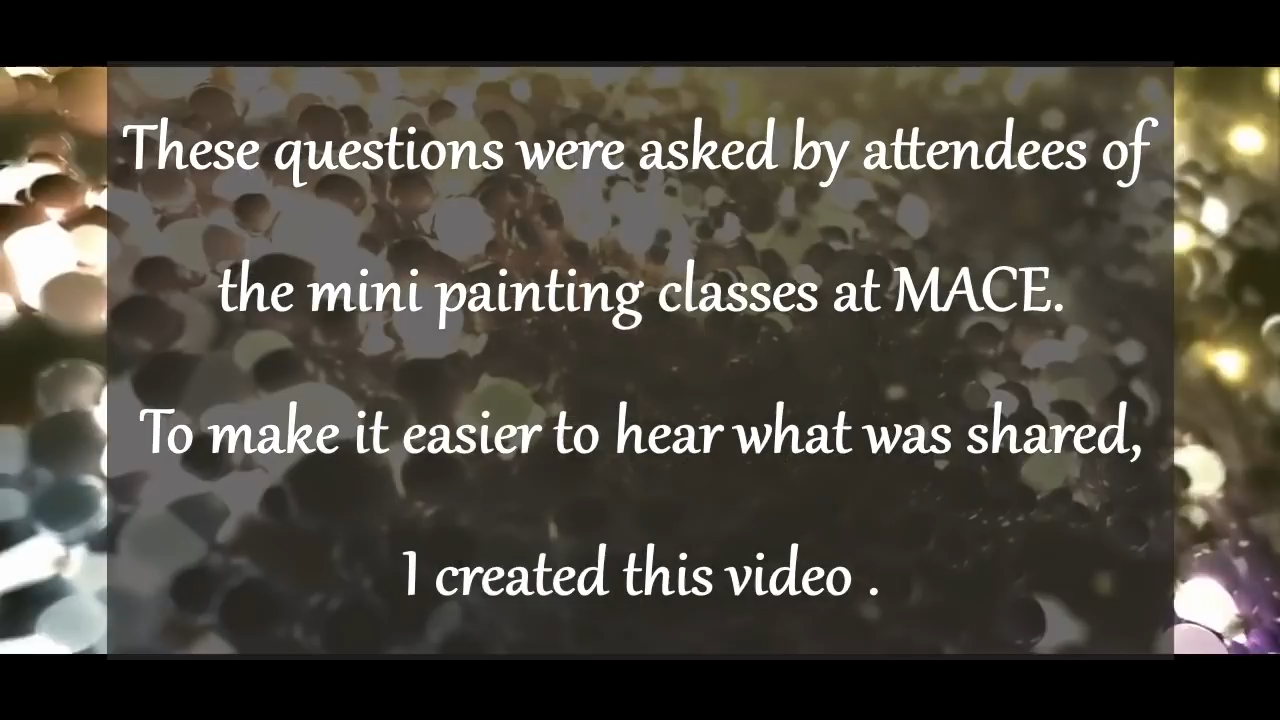 These questions were asked by attendees of
the mini painting classes at MACE.
To make it easier to hear what was shared,
I created this video .